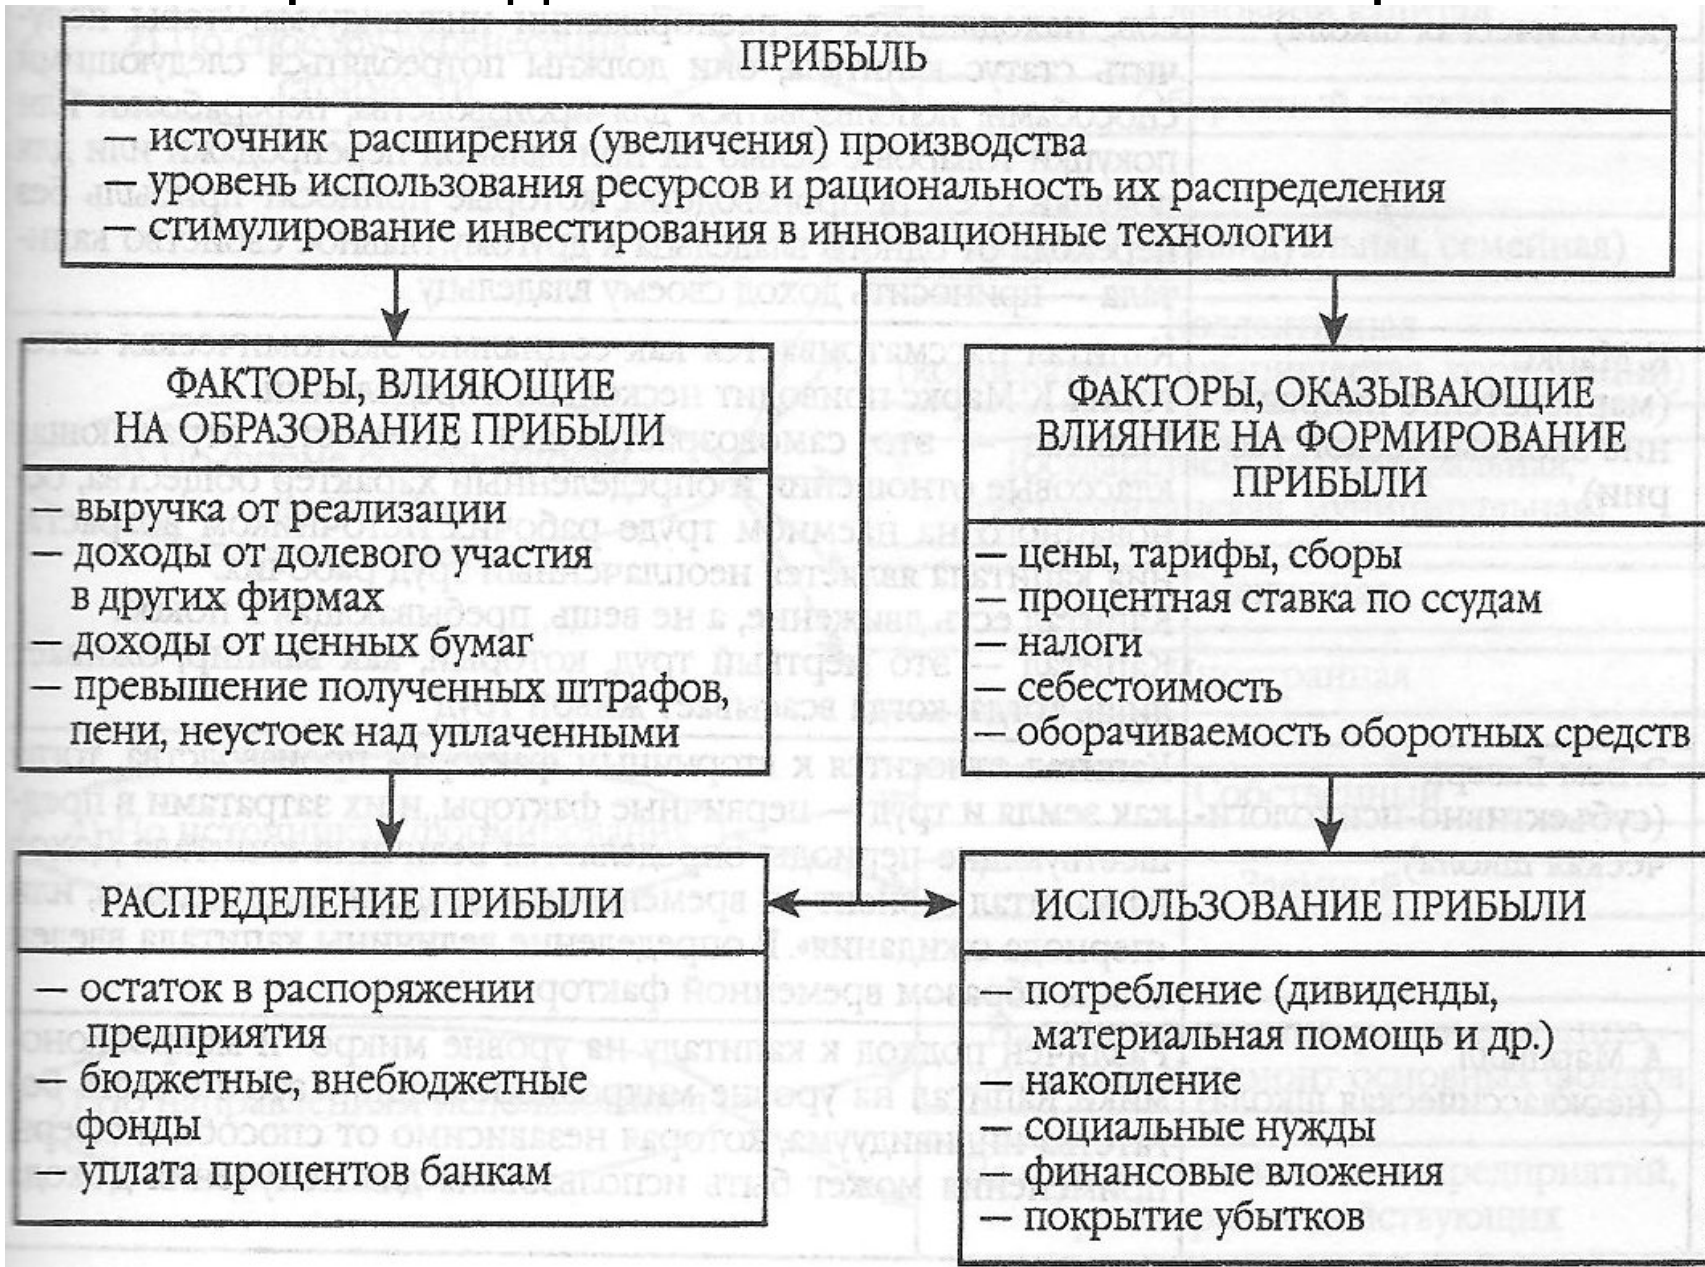 ПРИБЫЛЬ
— источник расширения (увеличения) производства
— уровень использования ресурсов и рациональность их распределения
— стимулирование инвестирования в инновационные технологии
ФАКТОРЫ, ВЛИЯЮЩИЕ
НА ОБРАЗОВАНИЕ ПРИБЫЛИ
— выручка от реализации
— доходы от долевого участия
в других фирмах
— доходы от ценных бумаг
— превышение полученных штрафов,
пени, неустоек над уплаченными
ФАКТОРЫ, ОКАЗЫВАЮЩИЕ
ВЛИЯНИЕ НА ФОРМИРОВАНИЕ
ПРИБЫЛИ
— цены, тарифы, сборы
— процентная ставка по ссудам
— налоги
— себестоимость
— оборачиваемость оборотных средств
РАСПРЕДЕЛЕНИЕ ПРИБЫЛИ
— остаток в распоряжении
предприятия
— бюджетные, внебюджетные
фонды
— уплата процентов банкам
ИСПОЛЬЗОВАНИЕ ПРИБЫЛИ
— потребление (дивиденды,
материальная помощь и др.)
— накопление
— социальные нужды
— финансовые вложения
— покрытие убытков